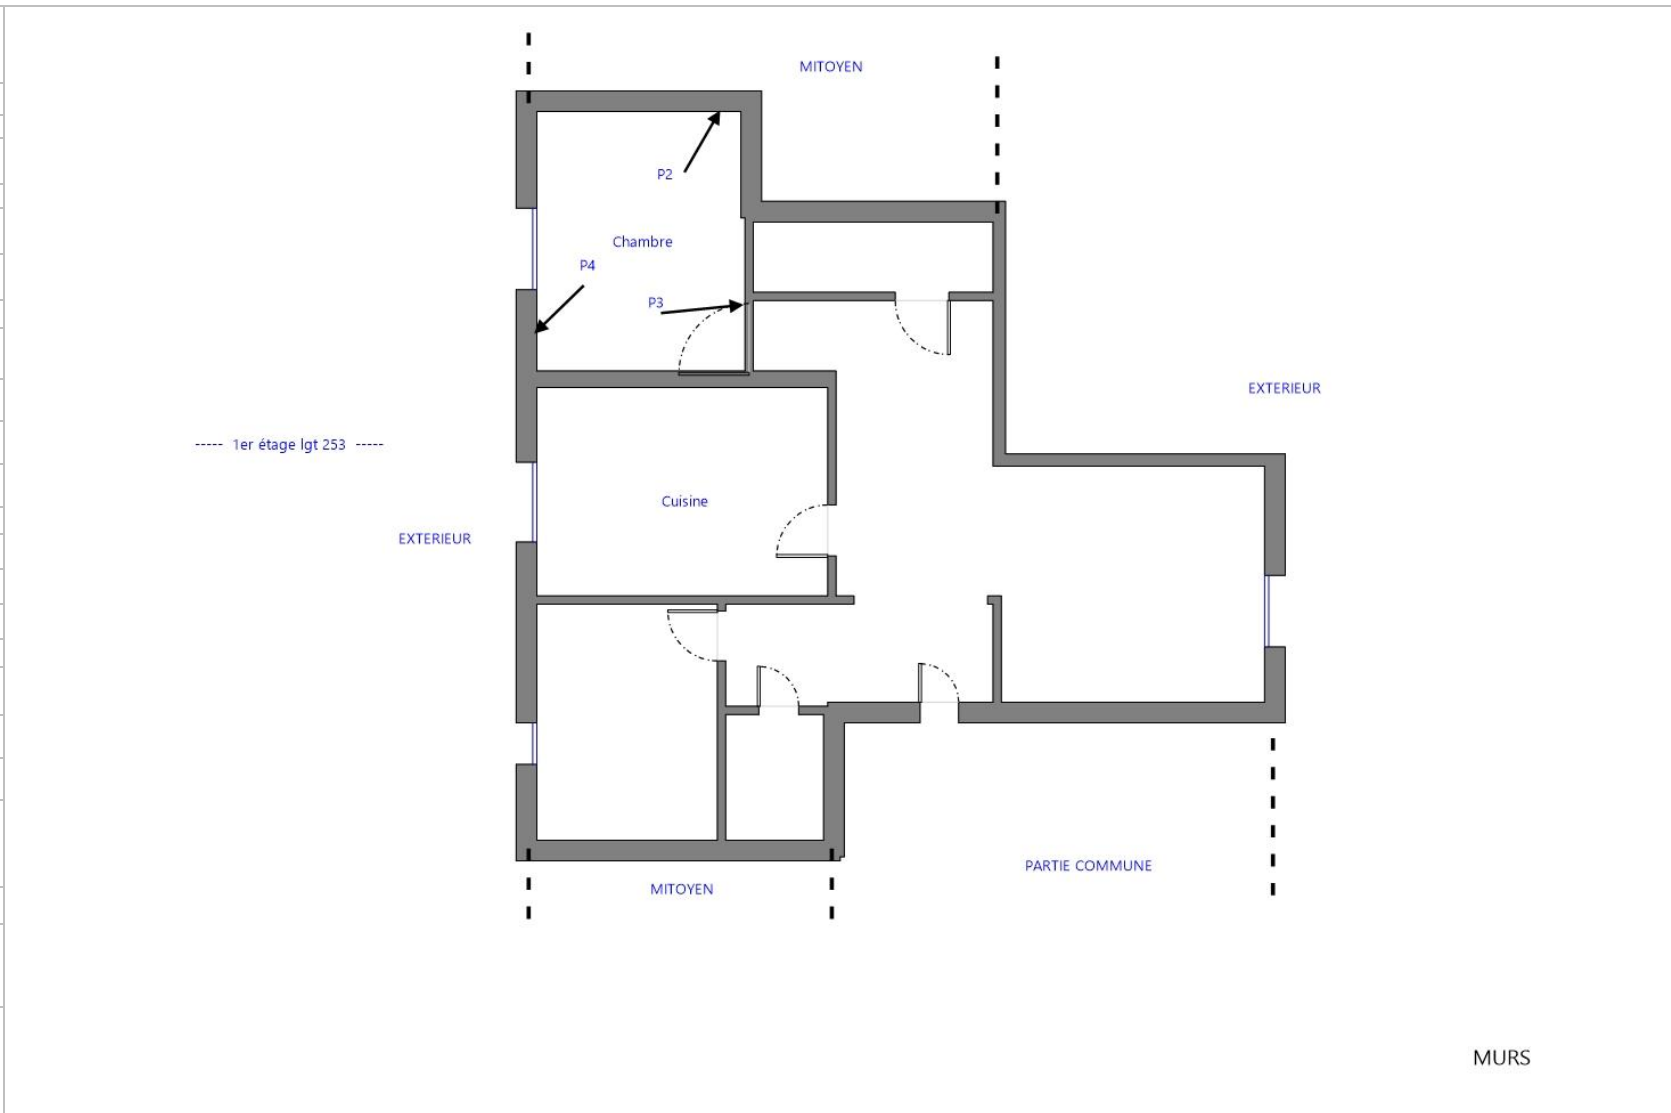 MITOYEN
P2
Chambre
P4
P3
EXTERIEUR
----- 1er étage lgt 253 -----
Cuisine
EXTERIEUR
PARTIE COMMUNE
MITOYEN
MURS